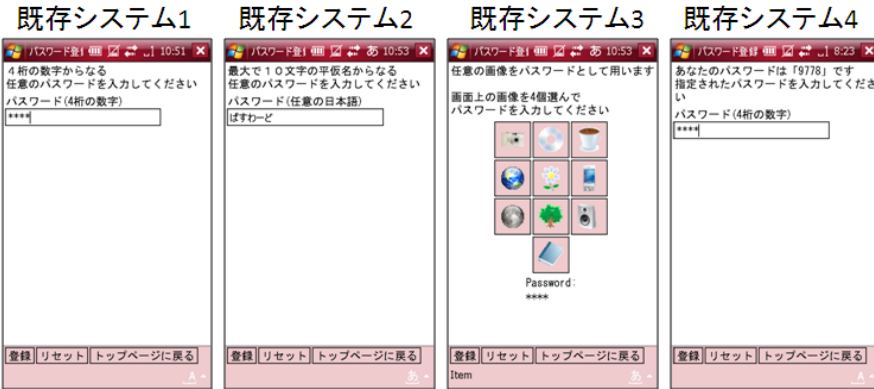 既存システム1
パスワード登録 10:51
4桁の数字からなる
任意のパスワードを入力してください
パスワード(4桁の数字)
****
登録 リセット トップページに戻る
A
既存システム2
パスワード登 あ 10:53
最大で10文字の平仮名からなる
任意のパスワードを入力してください
パスワード(任意の日本語)
ぱすわーど
登録 リセット トップページに戻る
あ
既存システム3
パスワード登 あ 10:53
任意の画像をパスワードとして用います
画面上の画像を4個選んで
パスワードを入力してください
Password:
****
登録 リセット トップページに戻る
Item
あ
既存システム4
パスワード登録 8:23
あなたのパスワードは「9778」です
指定されたパスワードを入力してくださ
い
パスワード(4桁の数字)
****
登録 リセット トップページに戻る
A